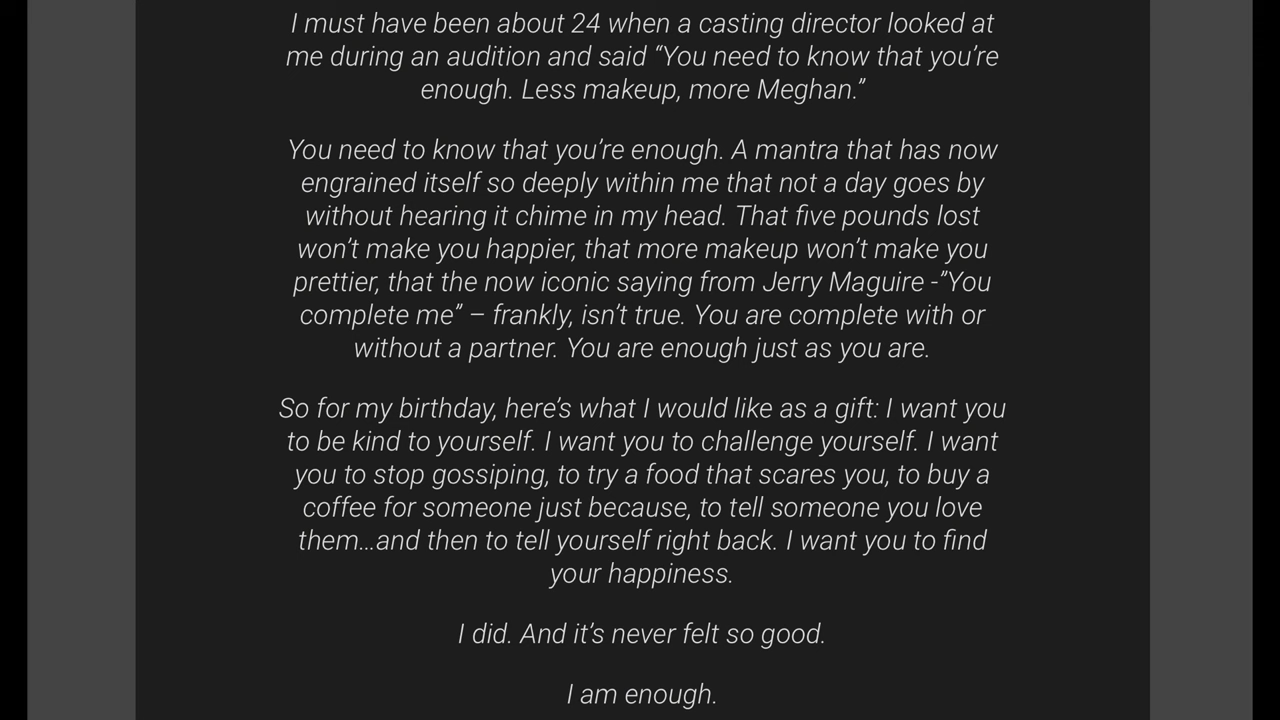 I must have been about 24 when a casting director looked at
me during an audition and said “You need to know that you’re
enough. Less makeup, more Meghan.”
You need to know that you’re enough. A mantra that has now
engrained itself so deeply within me that not a day goes by
without hearing it chime in my head. That five pounds lost
won’t make you happier, that more makeup won’t make you
prettier, that the now iconic saying from Jerry Maguire -”You
complete me” – frankly, isn’t true. You are complete with or
without a partner. You are enough just as you are.
So for my birthday, here’s what I would like as a gift: I want you
to be kind to yourself. I want you to challenge yourself. I want
you to stop gossiping, to try a food that scares you, to buy a
coffee for someone just because, to tell someone you love
them…and then to tell yourself right back. I want you to find
your happiness.
I did. And it’s never felt so good.
I am enough.